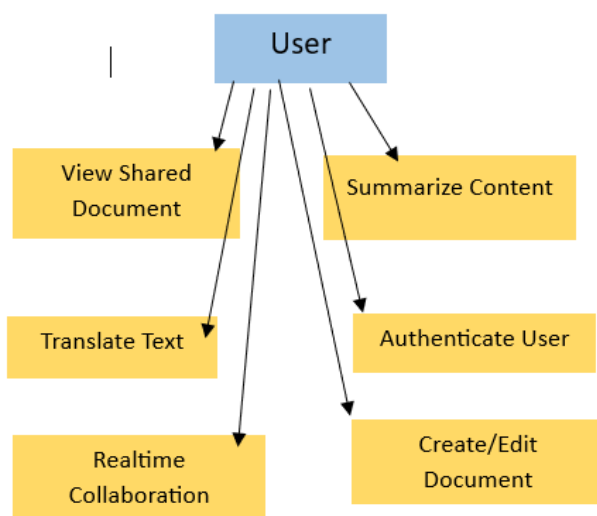 User
View Shared
Document
Summarize Content
Translate Text
Authenticate User
Realtime
Collaboration
Create/Edit
Document